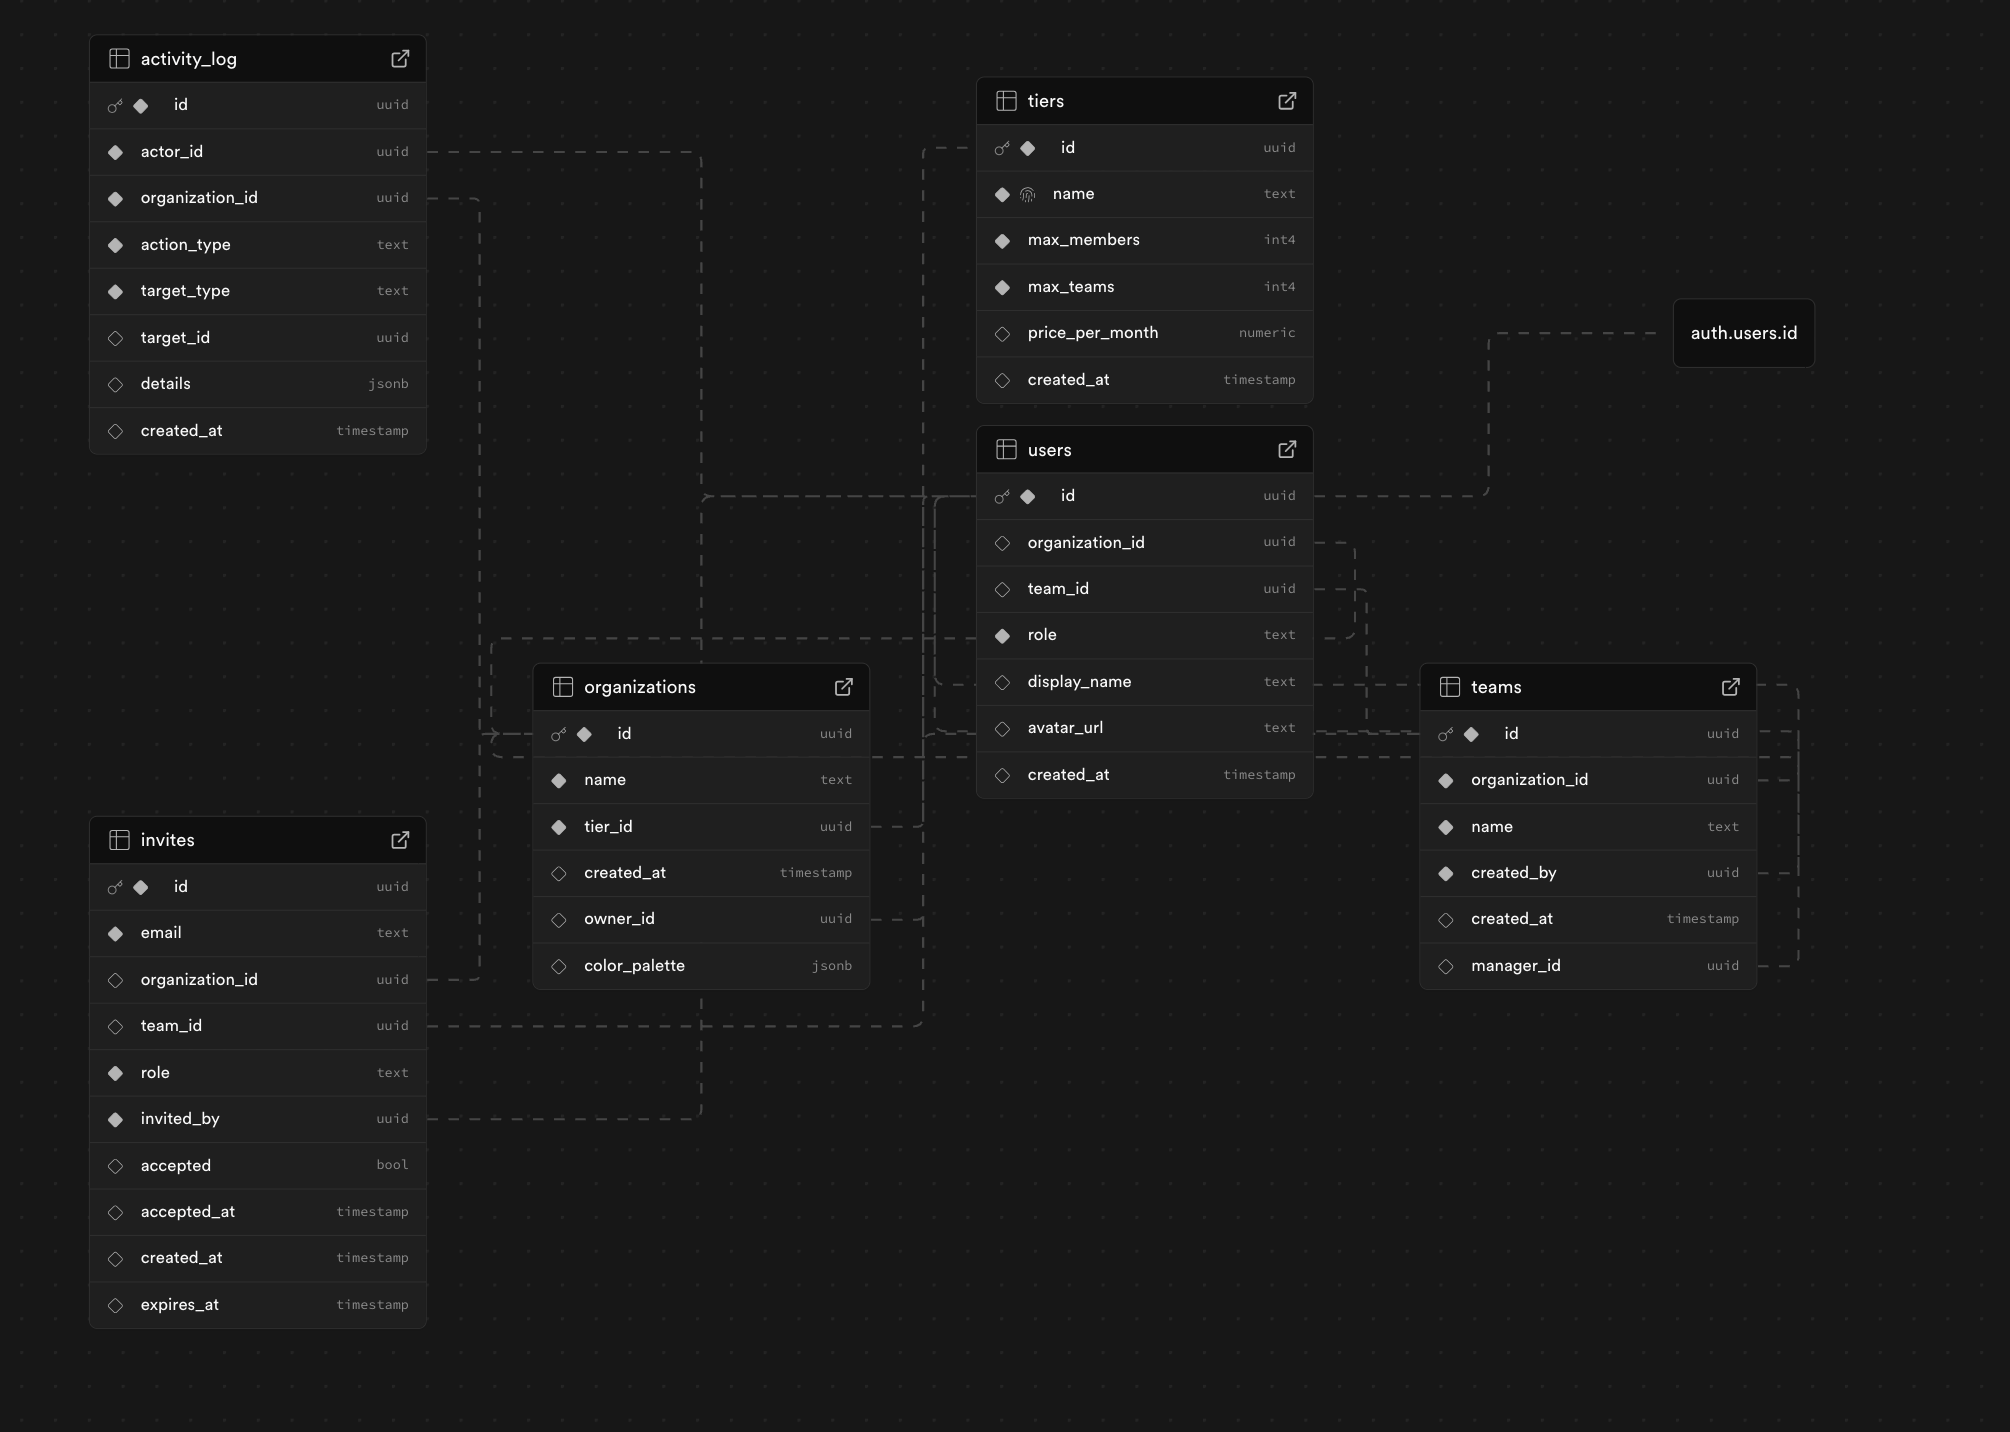 activity_log
id uuid
actor_id uuid
organization_id uuid
action_type text
target_type text
target_id uuid
details jsonb
created_at timestamp
tiers
id uuid
name text
max_members int4
max_teams int4
price_per_month numeric
created_at timestamp
auth.users.id
users
id uuid
organization_id uuid
team_id uuid
role text
display_name text
avatar_url text
created_at timestamp
organizations
id uuid
name text
tier_id uuid
created_at timestamp
owner_id uuid
color_palette jsonb
teams
id uuid
organization_id uuid
name text
created_by uuid
created_at timestamp
manager_id uuid
invites
id uuid
email text
organization_id uuid
team_id uuid
role text
invited_by uuid
accepted bool
accepted_at timestamp
created_at timestamp
expires_at timestamp